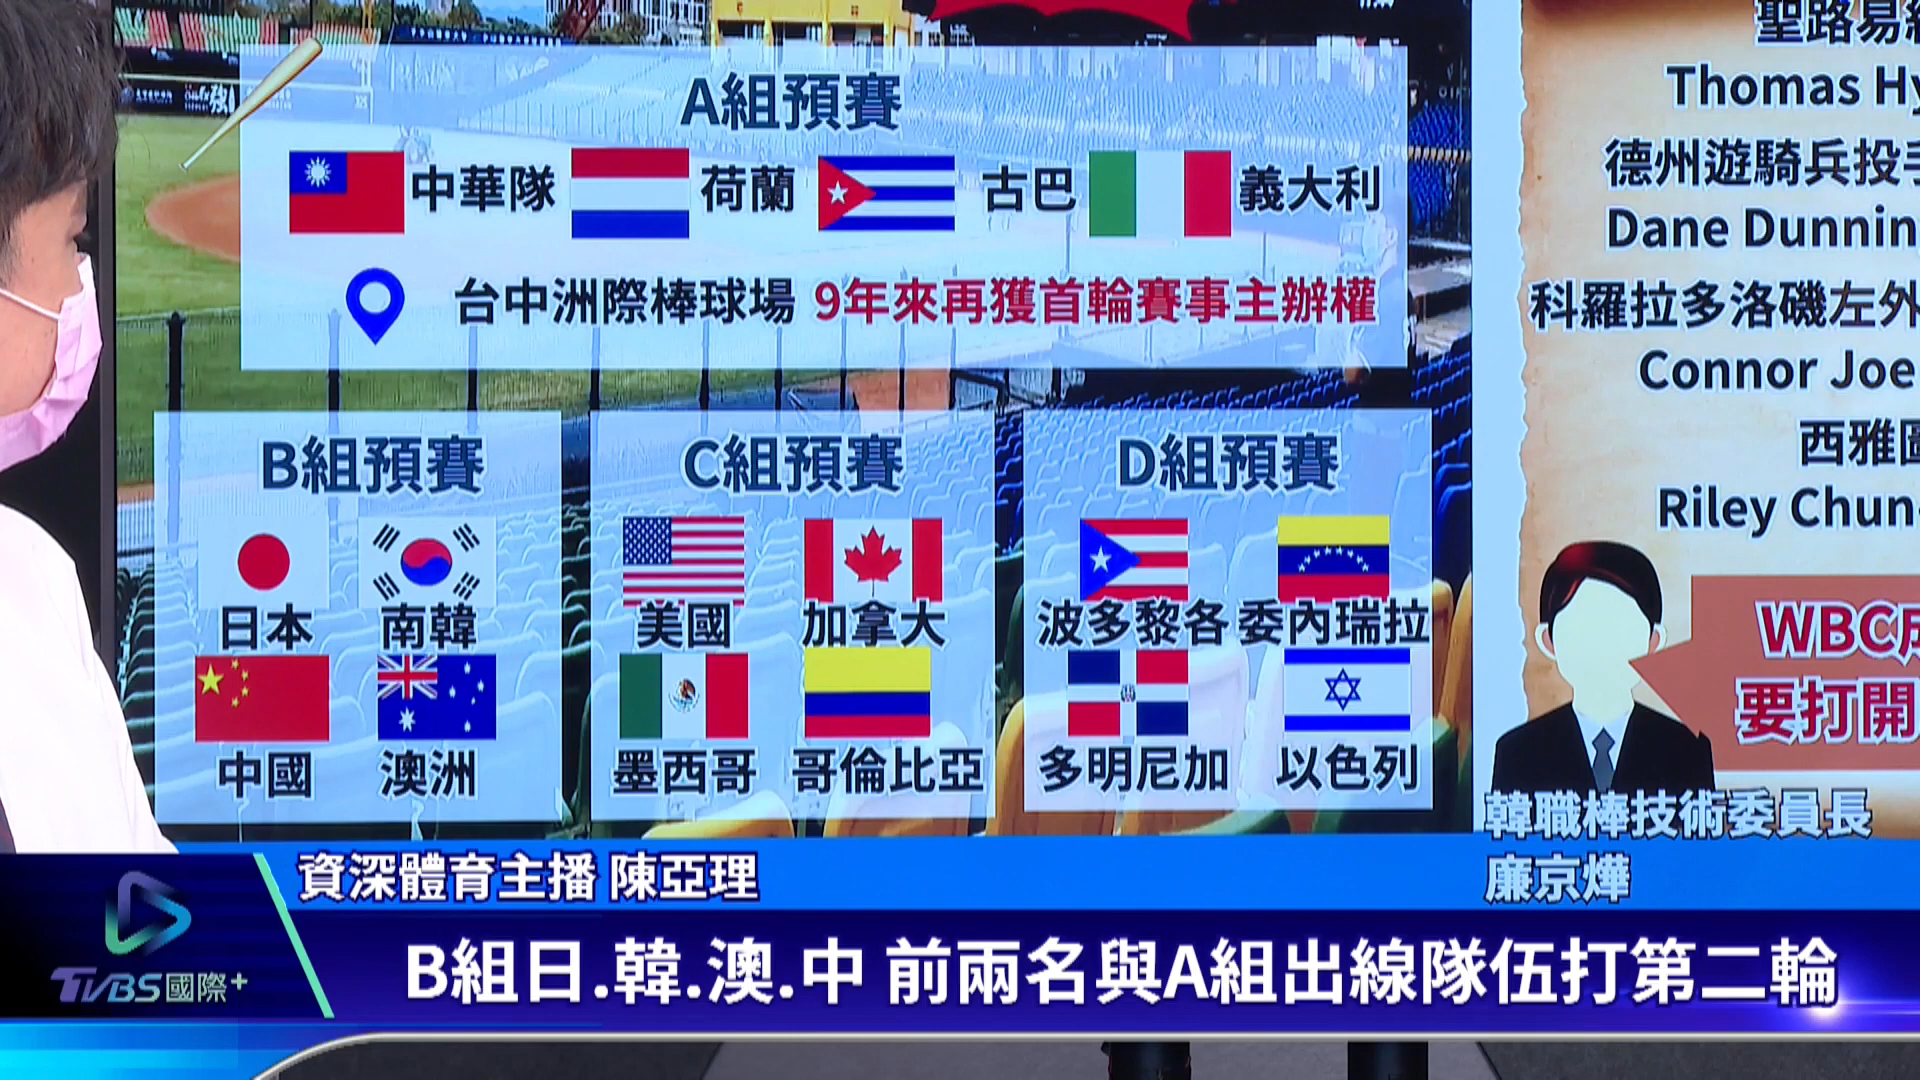 A組預賽
中華隊 荷蘭 古巴 義大利
台中洲際棒球場 9年來再獲首輪賽事主辦權
B組預賽
日本 南韓
中國 澳洲
C組預賽
美國 加拿大
墨西哥 哥倫比亞
D組預賽
波多黎各 委內瑞拉
多明尼加 以色列
聖路易
Thomas
德州遊騎兵投手
Dane Dunnin
科羅拉多洛磯左外
Connor Joe
西雅圖
Riley Chun
WBC
要打開
韓職棒技術委員長
廉京燁
資深體育主播 陳亞理
B組日.韓.澳.中 前兩名與A組出線隊伍打第二輪
TVBS國際+